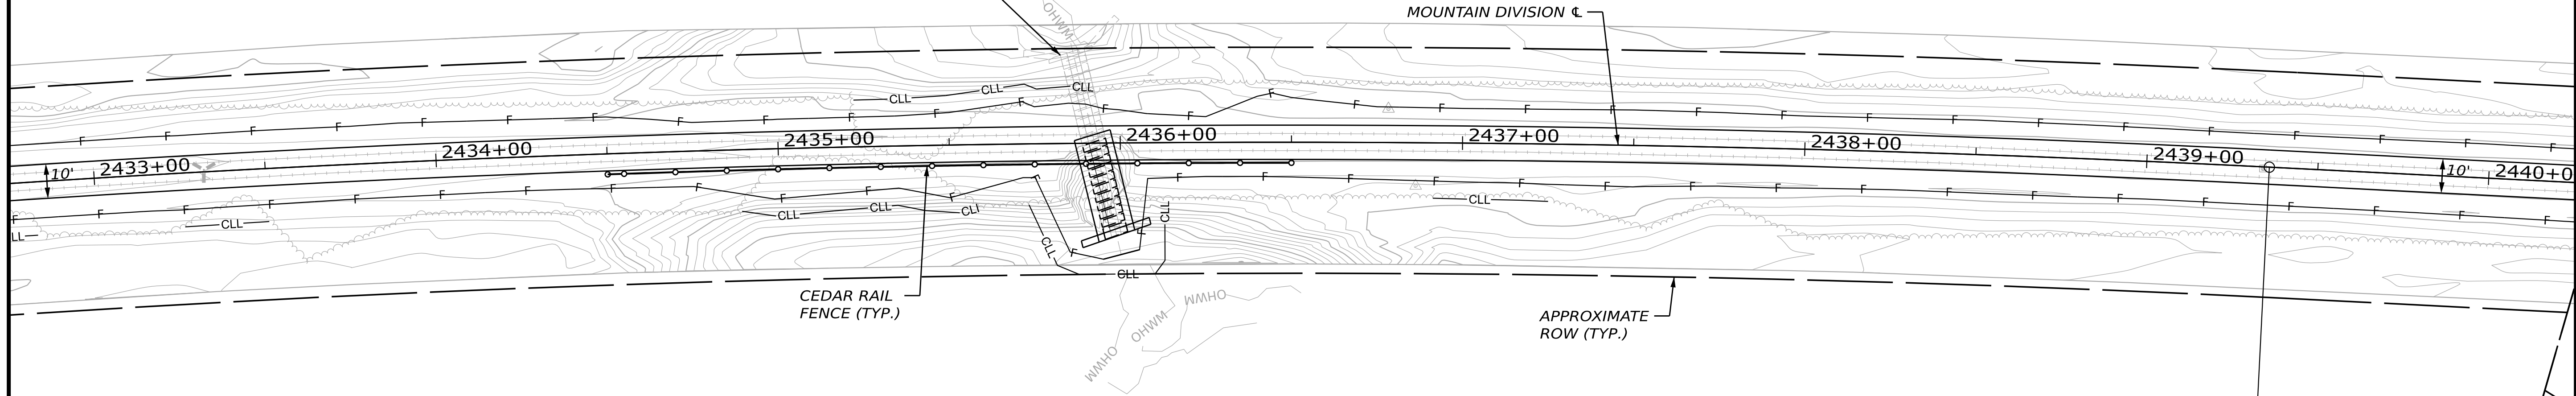 OHWM
MOUNTAIN DIVISION ℄
CLL
CLL
CLL
F F F F F F F F F F F F F F F F F F F F F F F F F F F F F F
2433+00
2434+00
2435+00
2436+00
2437+00
2438+00
2439+00
2440+0
10'
10'
F F F F F F F F F F F F F F F F F F F F F F F F F F F F F F
LL
CLL
CLL
CLL
CLI
CLL
CLL
CLL
CLL
CEDAR RAIL
FENCE (TYP.)
APPROXIMATE
ROW (TYP.)
OHWM
OHWM
OHWM